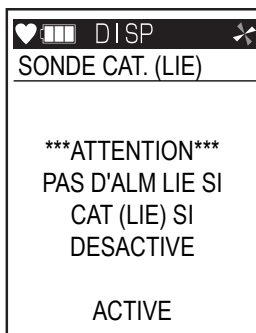 DISP
SONDE CAT. (LIE)
***ATTENTION***
PAS D'ALM LIE SI
CAT (LIE) SI
DESACTIVE
ACTIVE